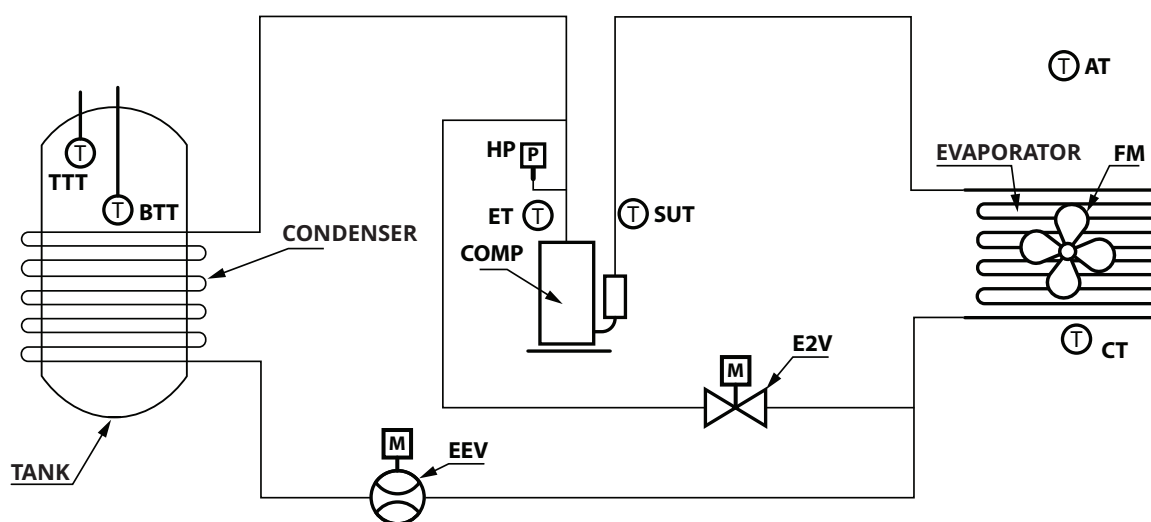 T AT
HP P
EVAPORATOR FM
T
TTT
T BTT
ET T
T SUT
CONDENSER
COMP
M E2V
T CT
M EEV
TANK